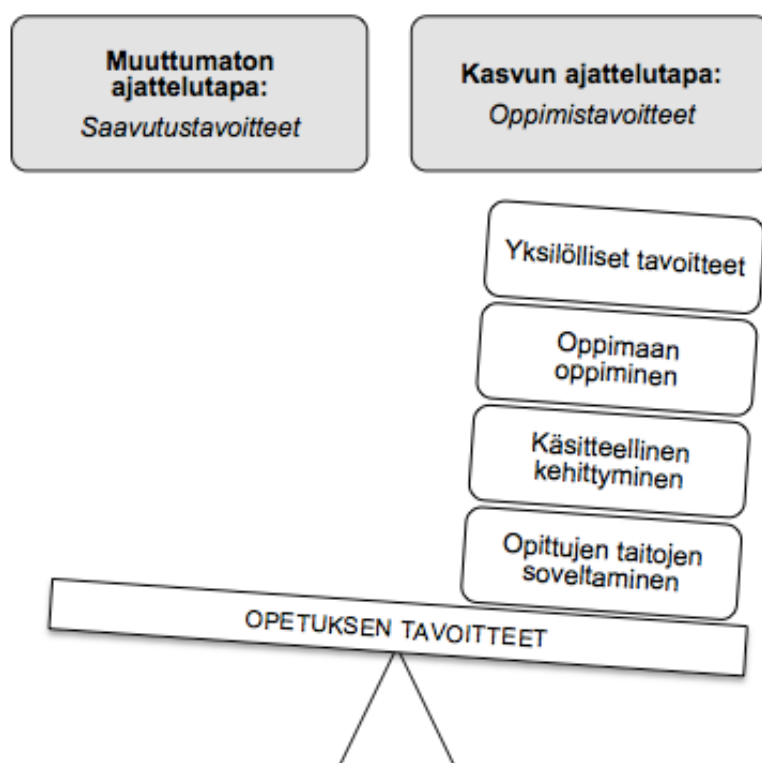 Muuttumaton
ajattelutapa:
Saavutustavoitteet
Kasvun ajattelutapa:
Oppimistavoitteet
Yksilölliset tavoitteet
Oppimaan
oppiminen
Käsitteellinen
kehittyminen
Opittujen taitojen
soveltaminen
OPETUKSEN TAVOITTEET